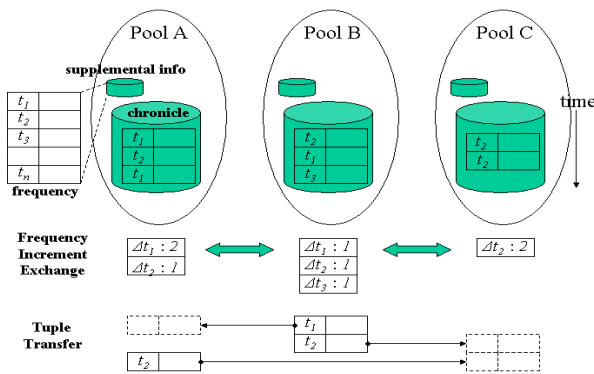 Pool A
Pool B
Pool C
supplemental info
time
t1
t2
t3
tn
frequency
chronicle
t1
t2
t1
t2
t1
t3
t2
t2
Frequency
Increment
Exchange
Δt1 : 2
Δt2 : 1
Δt1 : 1
Δt2 : 1
Δt3 : 1
Δt2 : 2
Tuple
Transfer
t1
t2
t2